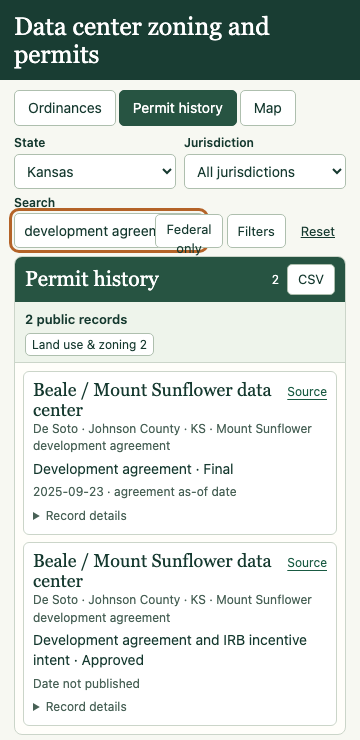 Data center zoning and
permits
Ordinances
Permit history
Map
State
Jurisdiction
Kansas
All jurisdictions
Search
development agreen
Federal
only
Filters
Reset
Permit history
2
CSV
2 public records
Land use & zoning 2
Beale / Mount Sunflower data
center
Source
De Soto · Johnson County · KS · Mount Sunflower
development agreement
Development agreement · Final
2025-09-23 · agreement as-of date
Record details
Beale / Mount Sunflower data
center
Source
De Soto · Johnson County · KS · Mount Sunflower
development agreement
Development agreement and IRB incentive
intent · Approved
Date not published
Record details